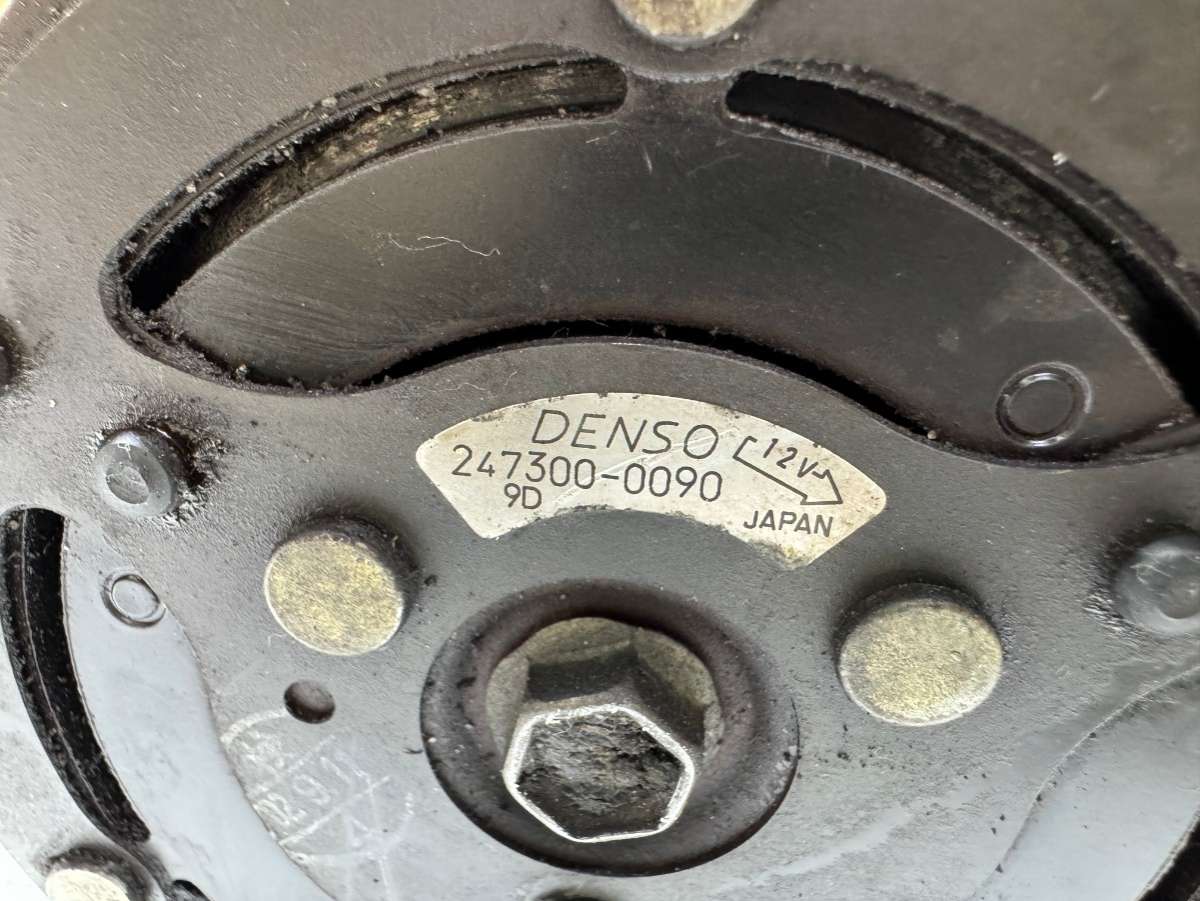 DENSO
12V
247300-0090
9D
JAPAN